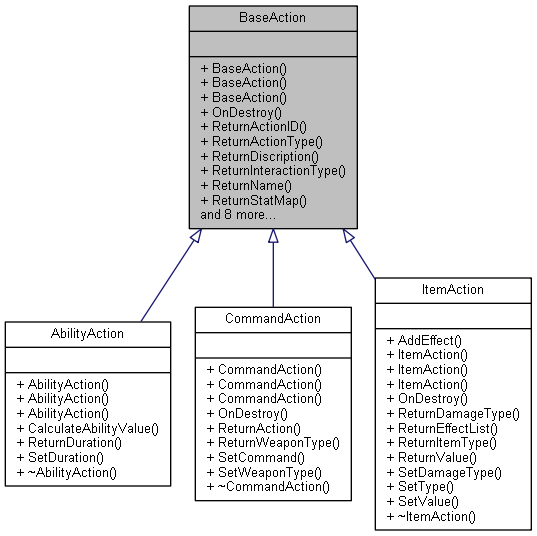 BaseAction
+ BaseAction()
+ BaseAction()
+ BaseAction()
+ OnDestroy()
+ ReturnActionID()
+ ReturnActionType()
+ ReturnDiscription()
+ ReturnInteractionType()
+ ReturnName()
+ ReturnStatMap()
and 8 more...
AbilityAction
+ AbilityAction()
+ AbilityAction()
+ AbilityAction()
+ CalculateAbilityValue()
+ ReturnDuration()
+ SetDuration()
+ ~AbilityAction()
CommandAction
+ CommandAction()
+ CommandAction()
+ CommandAction()
+ OnDestroy()
+ ReturnAction()
+ ReturnWeaponType()
+ SetCommand()
+ SetWeaponType()
+ ~CommandAction()
ItemAction
+ AddEffect()
+ ItemAction()
+ ItemAction()
+ ItemAction()
+ OnDestroy()
+ ReturnDamageType()
+ ReturnEffectList()
+ ReturnItemType()
+ ReturnValue()
+ SetDamageType()
+ SetType()
+ SetValue()
+ ~ItemAction()